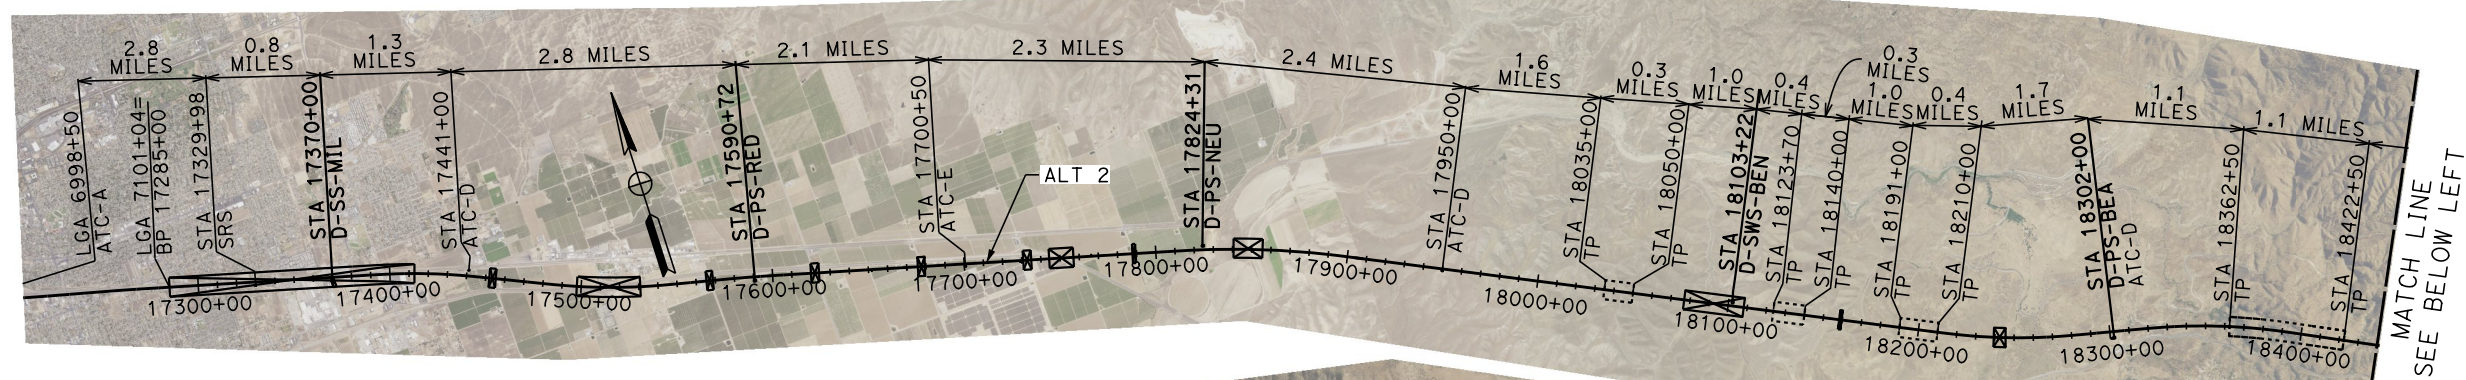 2.8
MILES
0.8
MILES
1.3
MILES
2.8 MILES
2.1 MILES
2.3 MILES
2.4 MILES
1.6
MILES
0.3
MILES
1.0
MILES
0.4
MILES
0.3
MILES
1.0
MILES
0.4
MILES
1.7
MILES
1.1
MILES
1.1 MILES
LGA 6998+50
ATC-A
LGA 7101+04=
BP 17285+00
STA 17329+98
SRS
STA 17370+00
D-SS-MIL
STA 17441+00
ATC-D
STA 17590+72
D-PS-RED
STA 17700+50
ATC-E
ALT 2
STA 17824+31
D-PS-NEU
STA 17950+00
ATC-D
STA 18035+00
TP
STA 18050+00
TP
STA 18103+22
D-SWS-BEN
STA 18123+70
TP
STA 18140+00
TP
STA 18191+00
TP
STA 18210+00
TP
STA 18302+00
D-PS-BEA
ATC-D
STA 18362+50
TP
STA 18422+50
TP
MATCH LINE
SEE BELOW LEFT
17300+00
17400+00
17500+00
17600+00
17700+00
17800+00
17900+00
18000+00
18100+00
18200+00
18300+00
18400+00